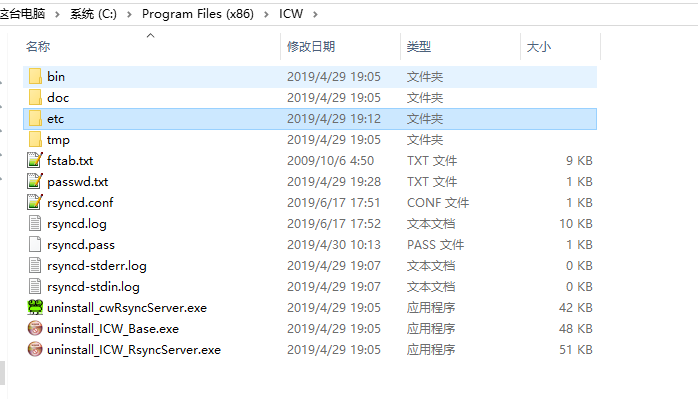 这台电脑 › 系统 (C:) › Program Files (x86) › ICW ›
名称 修改日期 类型 大小
bin 2019/4/29 19:05 文件夹
doc 2019/4/29 19:05 文件夹
etc 2019/4/29 19:12 文件夹
tmp 2019/4/29 19:05 文件夹
fstab.txt 2009/10/6 4:50 TXT 文件 9 KB
passwd.txt 2019/4/29 19:28 TXT 文件 1 KB
rsyncd.conf 2019/6/17 17:51 CONF 文件 1 KB
rsyncd.log 2019/6/17 17:52 文本文档 10 KB
rsyncd.pass 2019/4/30 10:13 PASS 文件 1 KB
rsyncd-stderr.log 2019/4/29 19:07 文本文档 0 KB
rsyncd-stdin.log 2019/4/29 19:07 文本文档 0 KB
uninstall_cwRsyncServer.exe 2019/4/29 19:05 应用程序 42 KB
uninstall_ICW_Base.exe 2019/4/29 19:05 应用程序 48 KB
uninstall_ICW_RsyncServer.exe 2019/4/29 19:05 应用程序 51 KB